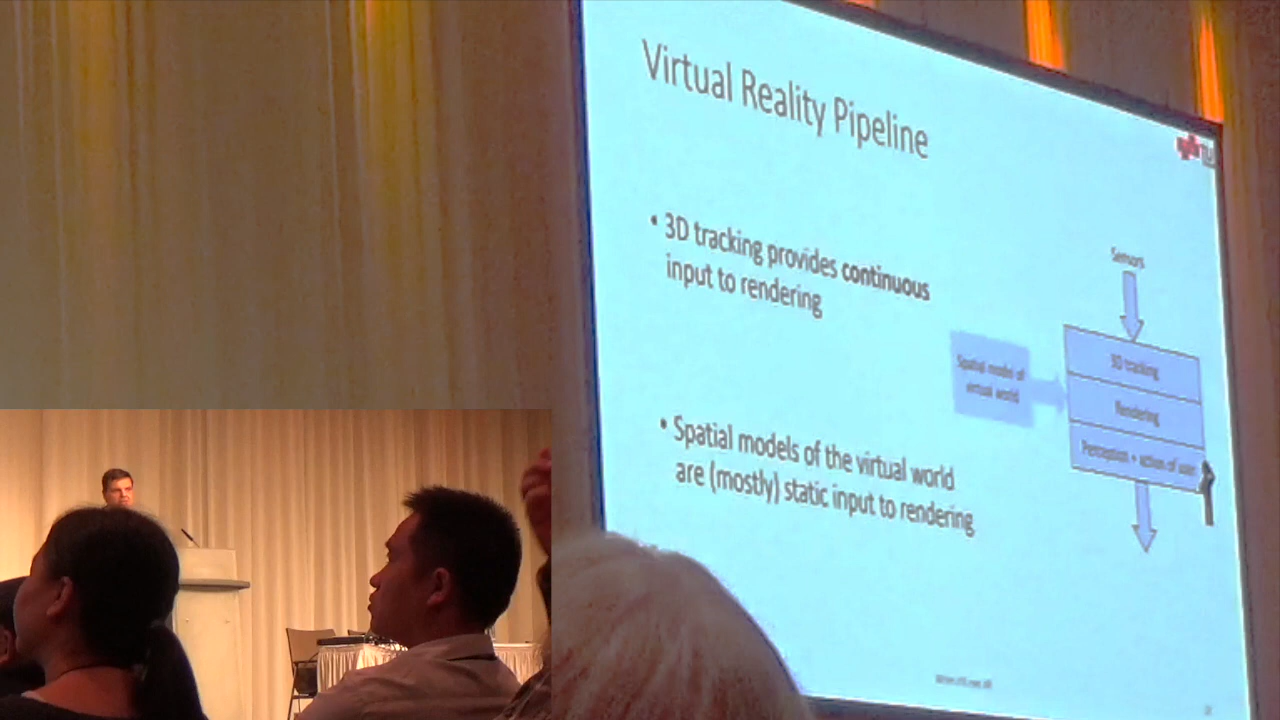 Virtual Reality Pipeline
• 3D tracking provides continuous
input to rendering
• Spatial models of the virtual world
are (mostly) static input to rendering
Sensors
Spatial model of
virtual world
3D tracking
Rendering
Perception + action of user
TU